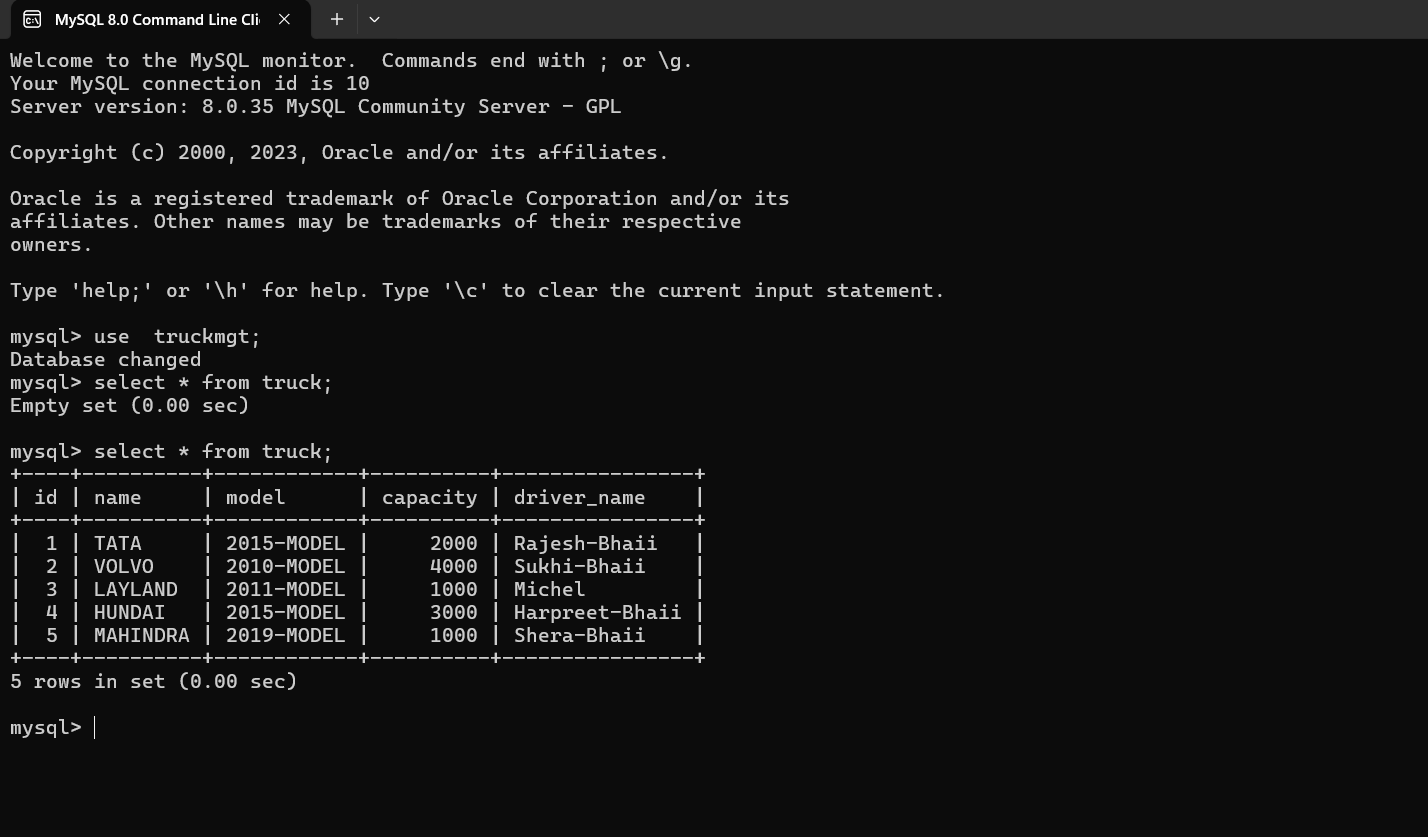 MySQL 8.0 Command Line Cli
Welcome to the MySQL monitor.  Commands end with ; or \g.
Your MySQL connection id is 10
Server version: 8.0.35 MySQL Community Server - GPL
Copyright (c) 2000, 2023, Oracle and/or its affiliates.
Oracle is a registered trademark of Oracle Corporation and/or its
affiliates. Other names may be trademarks of their respective
owners.
Type 'help;' or '\h' for help. Type '\c' to clear the current input statement.
mysql> use  truckmgt;
Database changed
mysql> select * from truck;
Empty set (0.00 sec)
mysql> select * from truck;
+----+----------+------------+----------+----------------+
| id | name     | model      | capacity | driver_name    |
+----+----------+------------+----------+----------------+
|  1 | TATA     | 2015-MODEL |     2000 | Rajesh-Bhaii   |
|  2 | VOLVO    | 2010-MODEL |     4000 | Sukhi-Bhaii    |
|  3 | LAYLAND  | 2011-MODEL |     1000 | Michel         |
|  4 | HUNDAI   | 2015-MODEL |     3000 | Harpreet-Bhaii |
|  5 | MAHINDRA | 2019-MODEL |     1000 | Shera-Bhaii    |
+----+----------+------------+----------+----------------+
5 rows in set (0.00 sec)
mysql>